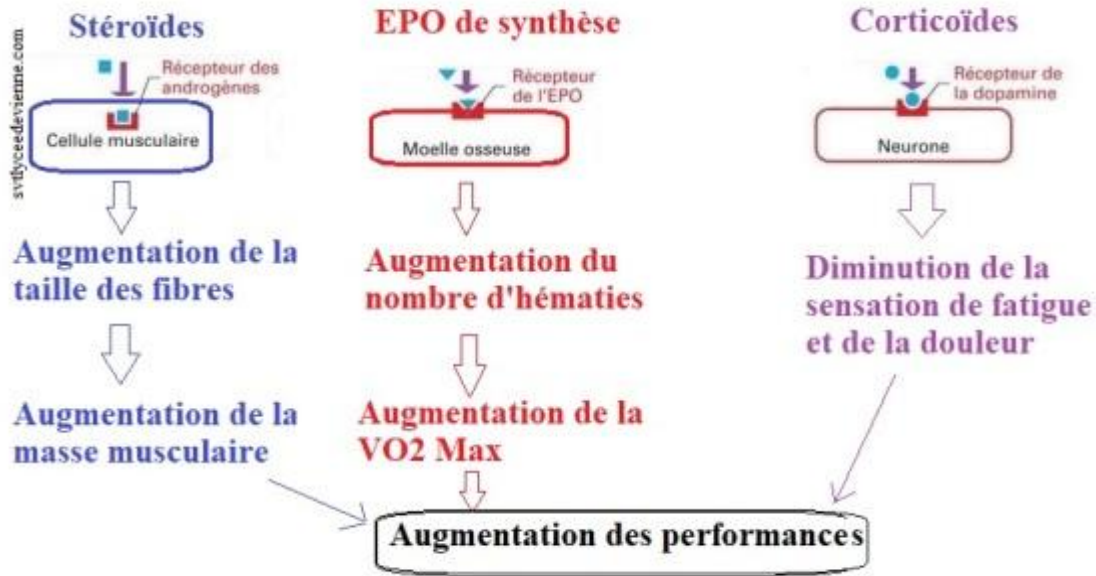 svtlyceedevienne.com
Stéroïdes
Récepteur des
androgènes
Cellule musculaire
Augmentation de la
taille des fibres
Augmentation de la
masse musculaire
EPO de synthèse
Récepteur
de l'EPO
Moelle osseuse
Augmentation du
nombre d'hématies
Augmentation de la
VO2 Max
Corticoïdes
Récepteur de
la dopamine
Neurone
Diminution de la
sensation de fatigue
et de la douleur
Augmentation des performances